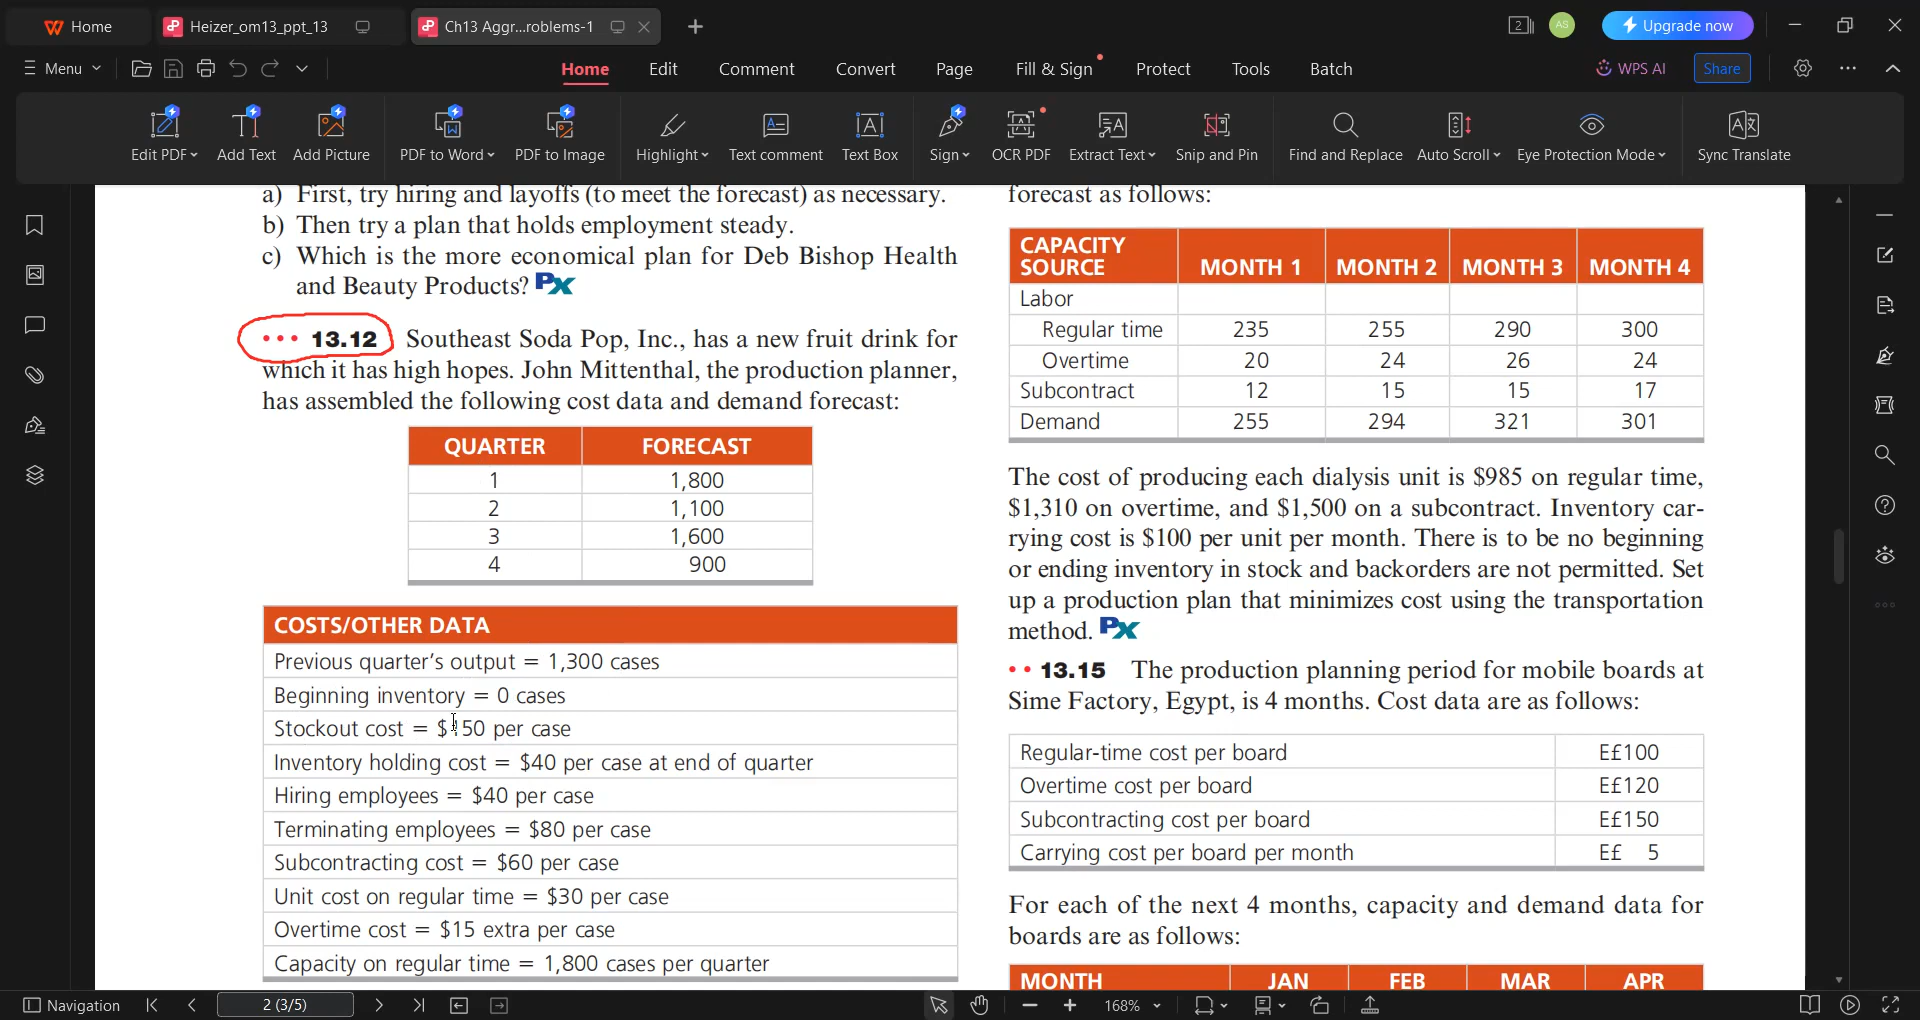 Home
Heizer_om13_ppt_13
Ch13 Aggr...roblems-1
2
AS
Upgrade now
Menu
Home
Edit
Comment
Convert
Page
Fill & Sign
Protect
Tools
Batch
WPS AI
Share
Edit PDF
Add Text
Add Picture
PDF to Word
PDF to Image
Highlight
Text comment
Text Box
Sign
OCR PDF
Extract Text
Snip and Pin
Find and Replace
Auto Scroll
Eye Protection Mode
Sync Translate
a) First, try hiring and layoffs (to meet the forecast) as necessary.
b) Then try a plan that holds employment steady.
c) Which is the more economical plan for Deb Bishop Health
and Beauty Products? PX
••• 13.12 Southeast Soda Pop, Inc., has a new fruit drink for
which it has high hopes. John Mittenthal, the production planner,
has assembled the following cost data and demand forecast:
QUARTER FORECAST
1 1,800
2 1,100
3 1,600
4 900
COSTS/OTHER DATA
Previous quarter's output = 1,300 cases
Beginning inventory = 0 cases
Stockout cost = $150 per case
Inventory holding cost = $40 per case at end of quarter
Hiring employees = $40 per case
Terminating employees = $80 per case
Subcontracting cost = $60 per case
Unit cost on regular time = $30 per case
Overtime cost = $15 extra per case
Capacity on regular time = 1,800 cases per quarter
forecast as follows:
CAPACITY SOURCE MONTH 1 MONTH 2 MONTH 3 MONTH 4
Labor
Regular time 235 255 290 300
Overtime 20 24 26 24
Subcontract 12 15 15 17
Demand 255 294 321 301
The cost of producing each dialysis unit is $985 on regular time,
$1,310 on overtime, and $1,500 on a subcontract. Inventory car-
rying cost is $100 per unit per month. There is to be no beginning
or ending inventory in stock and backorders are not permitted. Set
up a production plan that minimizes cost using the transportation
method. PX
•• 13.15 The production planning period for mobile boards at
Sime Factory, Egypt, is 4 months. Cost data are as follows:
Regular-time cost per board E£100
Overtime cost per board E£120
Subcontracting cost per board E£150
Carrying cost per board per month E£ 5
For each of the next 4 months, capacity and demand data for
boards are as follows:
MONTH JAN FEB MAR APR
Navigation
2 (3/5)
168%